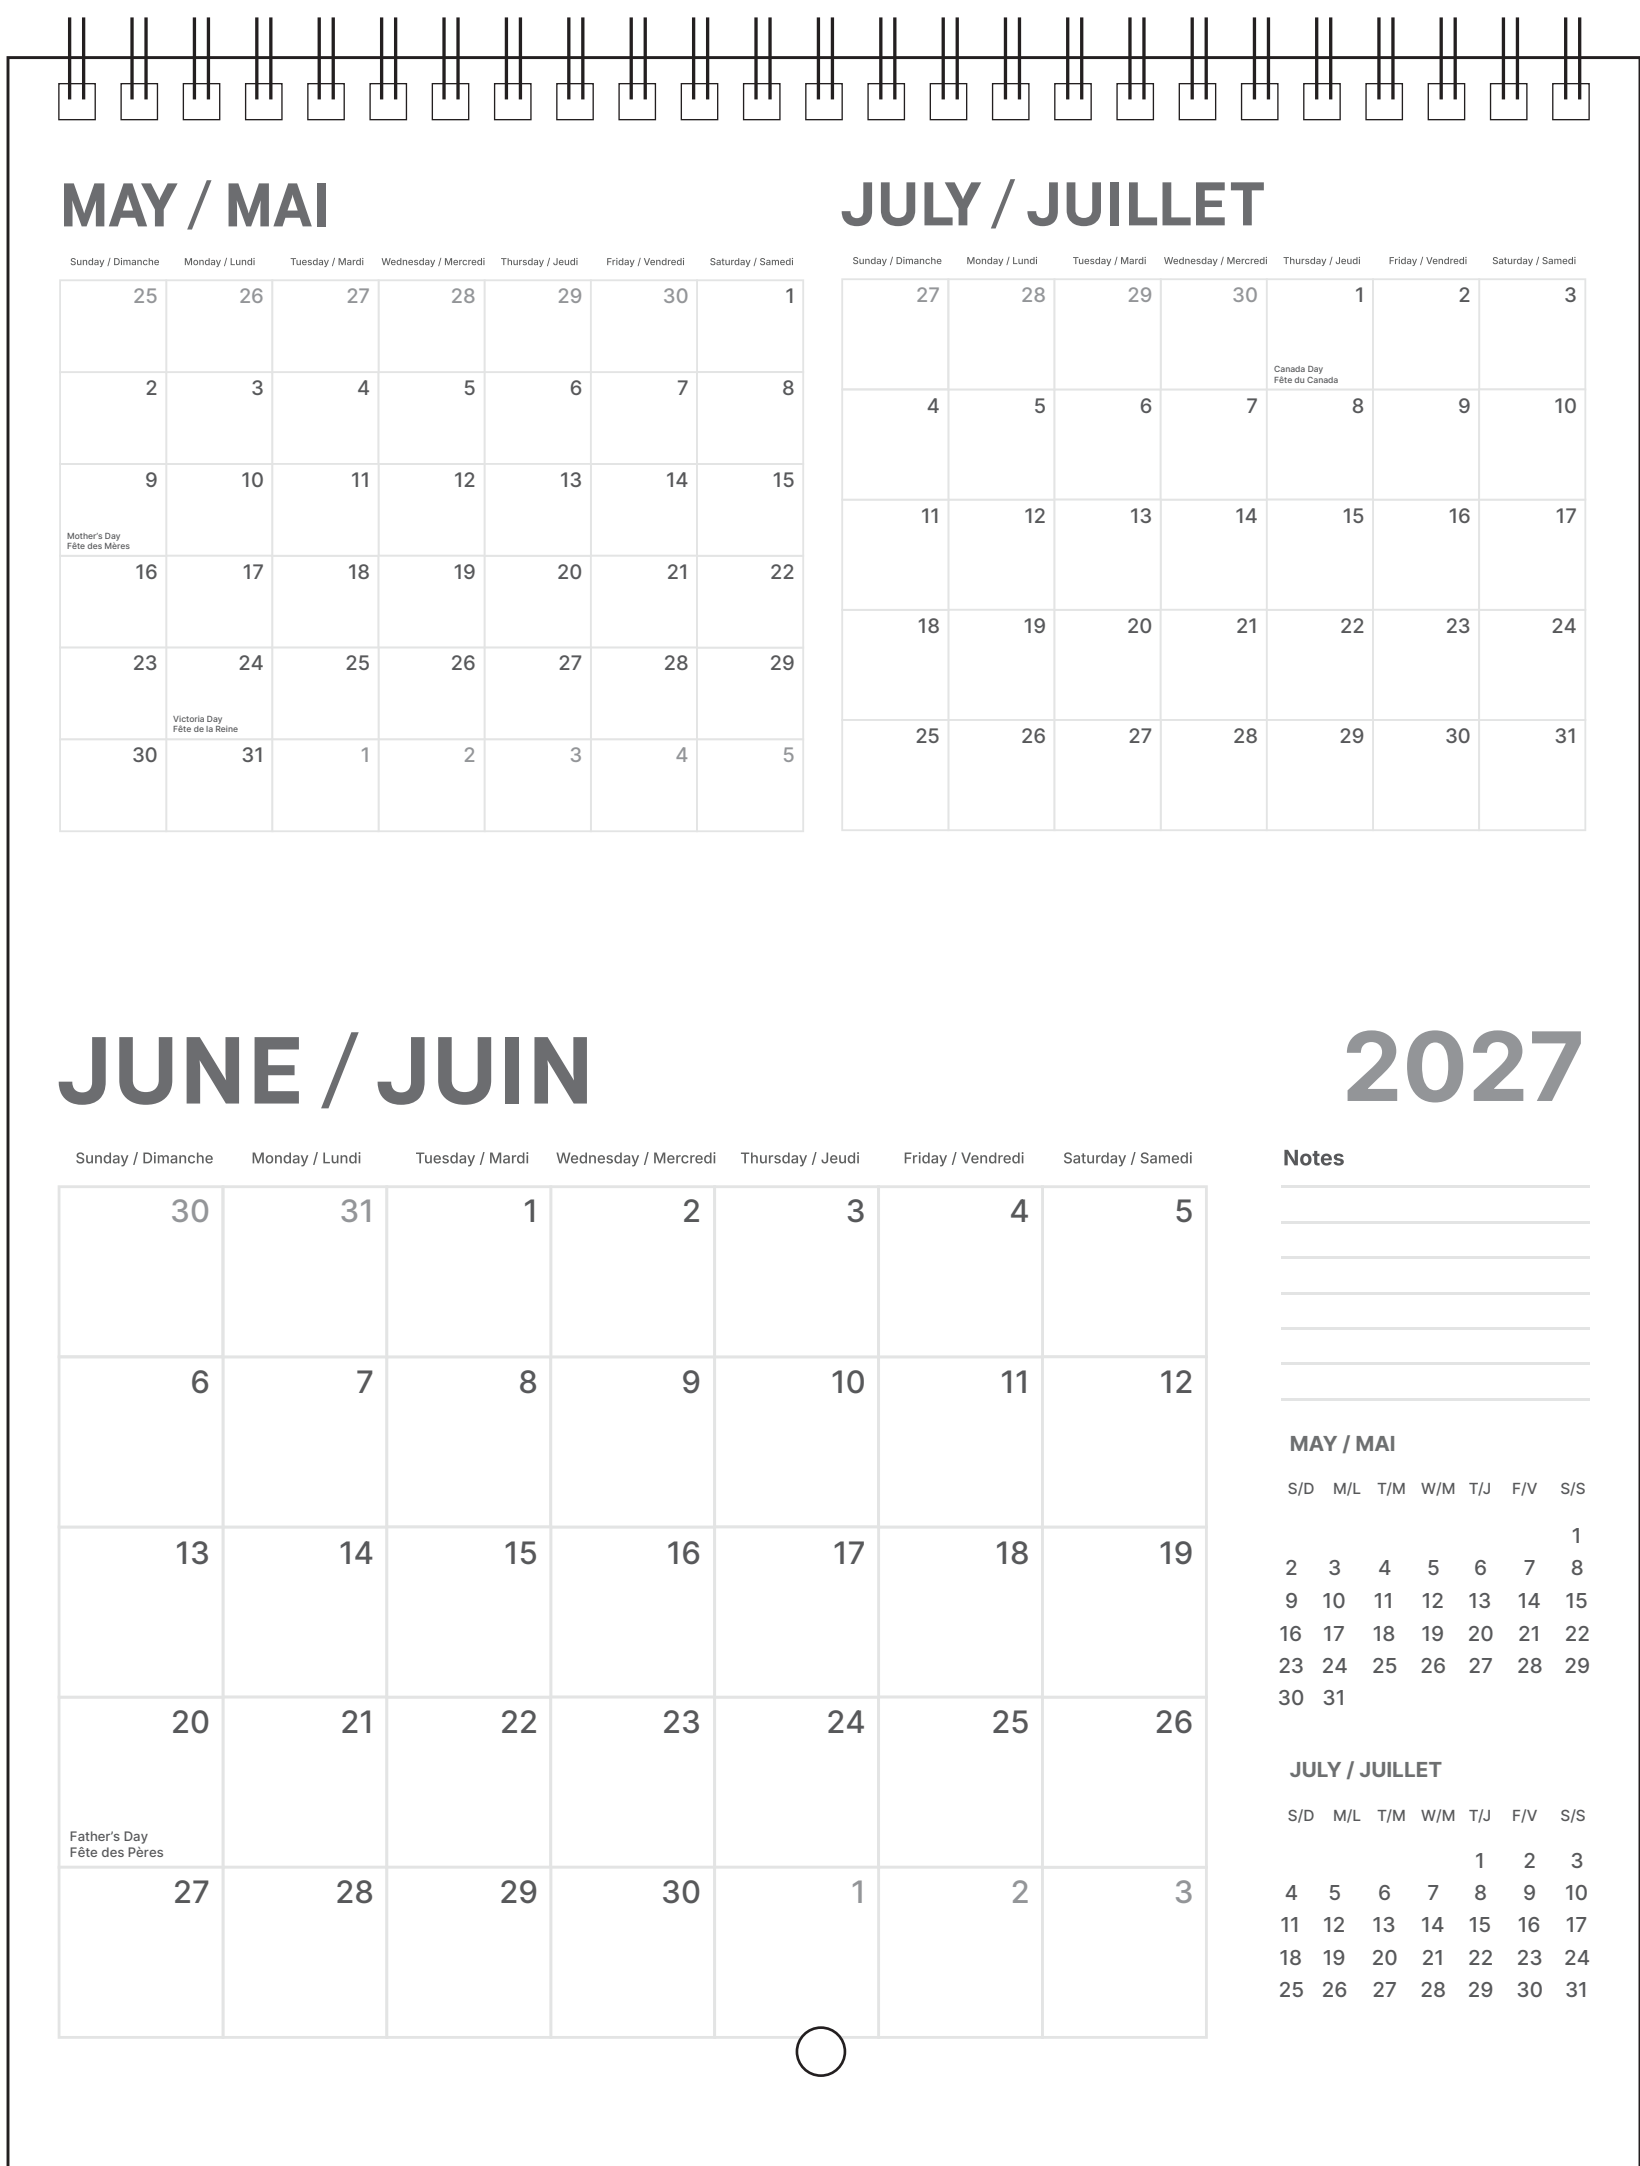 MAY / MAI
Sunday / Dimanche Monday / Lundi Tuesday / Mardi Wednesday / Mercredi Thursday / Jeudi Friday / Vendredi Saturday / Samedi
25 26 27 28 29 30 1
2 3 4 5 6 7 8
9 10 11 12 13 14 15
Mother's Day
Fête des Mères
16 17 18 19 20 21 22
23 24 25 26 27 28 29
Victoria Day
Fête de la Reine
30 31 1 2 3 4 5
JULY / JUILLET
Sunday / Dimanche Monday / Lundi Tuesday / Mardi Wednesday / Mercredi Thursday / Jeudi Friday / Vendredi Saturday / Samedi
27 28 29 30 1 2 3
Canada Day
Fête du Canada
4 5 6 7 8 9 10
11 12 13 14 15 16 17
18 19 20 21 22 23 24
25 26 27 28 29 30 31
JUNE / JUIN
2027
Sunday / Dimanche Monday / Lundi Tuesday / Mardi Wednesday / Mercredi Thursday / Jeudi Friday / Vendredi Saturday / Samedi
30 31 1 2 3 4 5
6 7 8 9 10 11 12
13 14 15 16 17 18 19
20 21 22 23 24 25 26
Father's Day
Fête des Pères
27 28 29 30 1 2 3
Notes
MAY / MAI
S/D M/L T/M W/M T/J F/V S/S
1
2 3 4 5 6 7 8
9 10 11 12 13 14 15
16 17 18 19 20 21 22
23 24 25 26 27 28 29
30 31
JULY / JUILLET
S/D M/L T/M W/M T/J F/V S/S
1 2 3
4 5 6 7 8 9 10
11 12 13 14 15 16 17
18 19 20 21 22 23 24
25 26 27 28 29 30 31